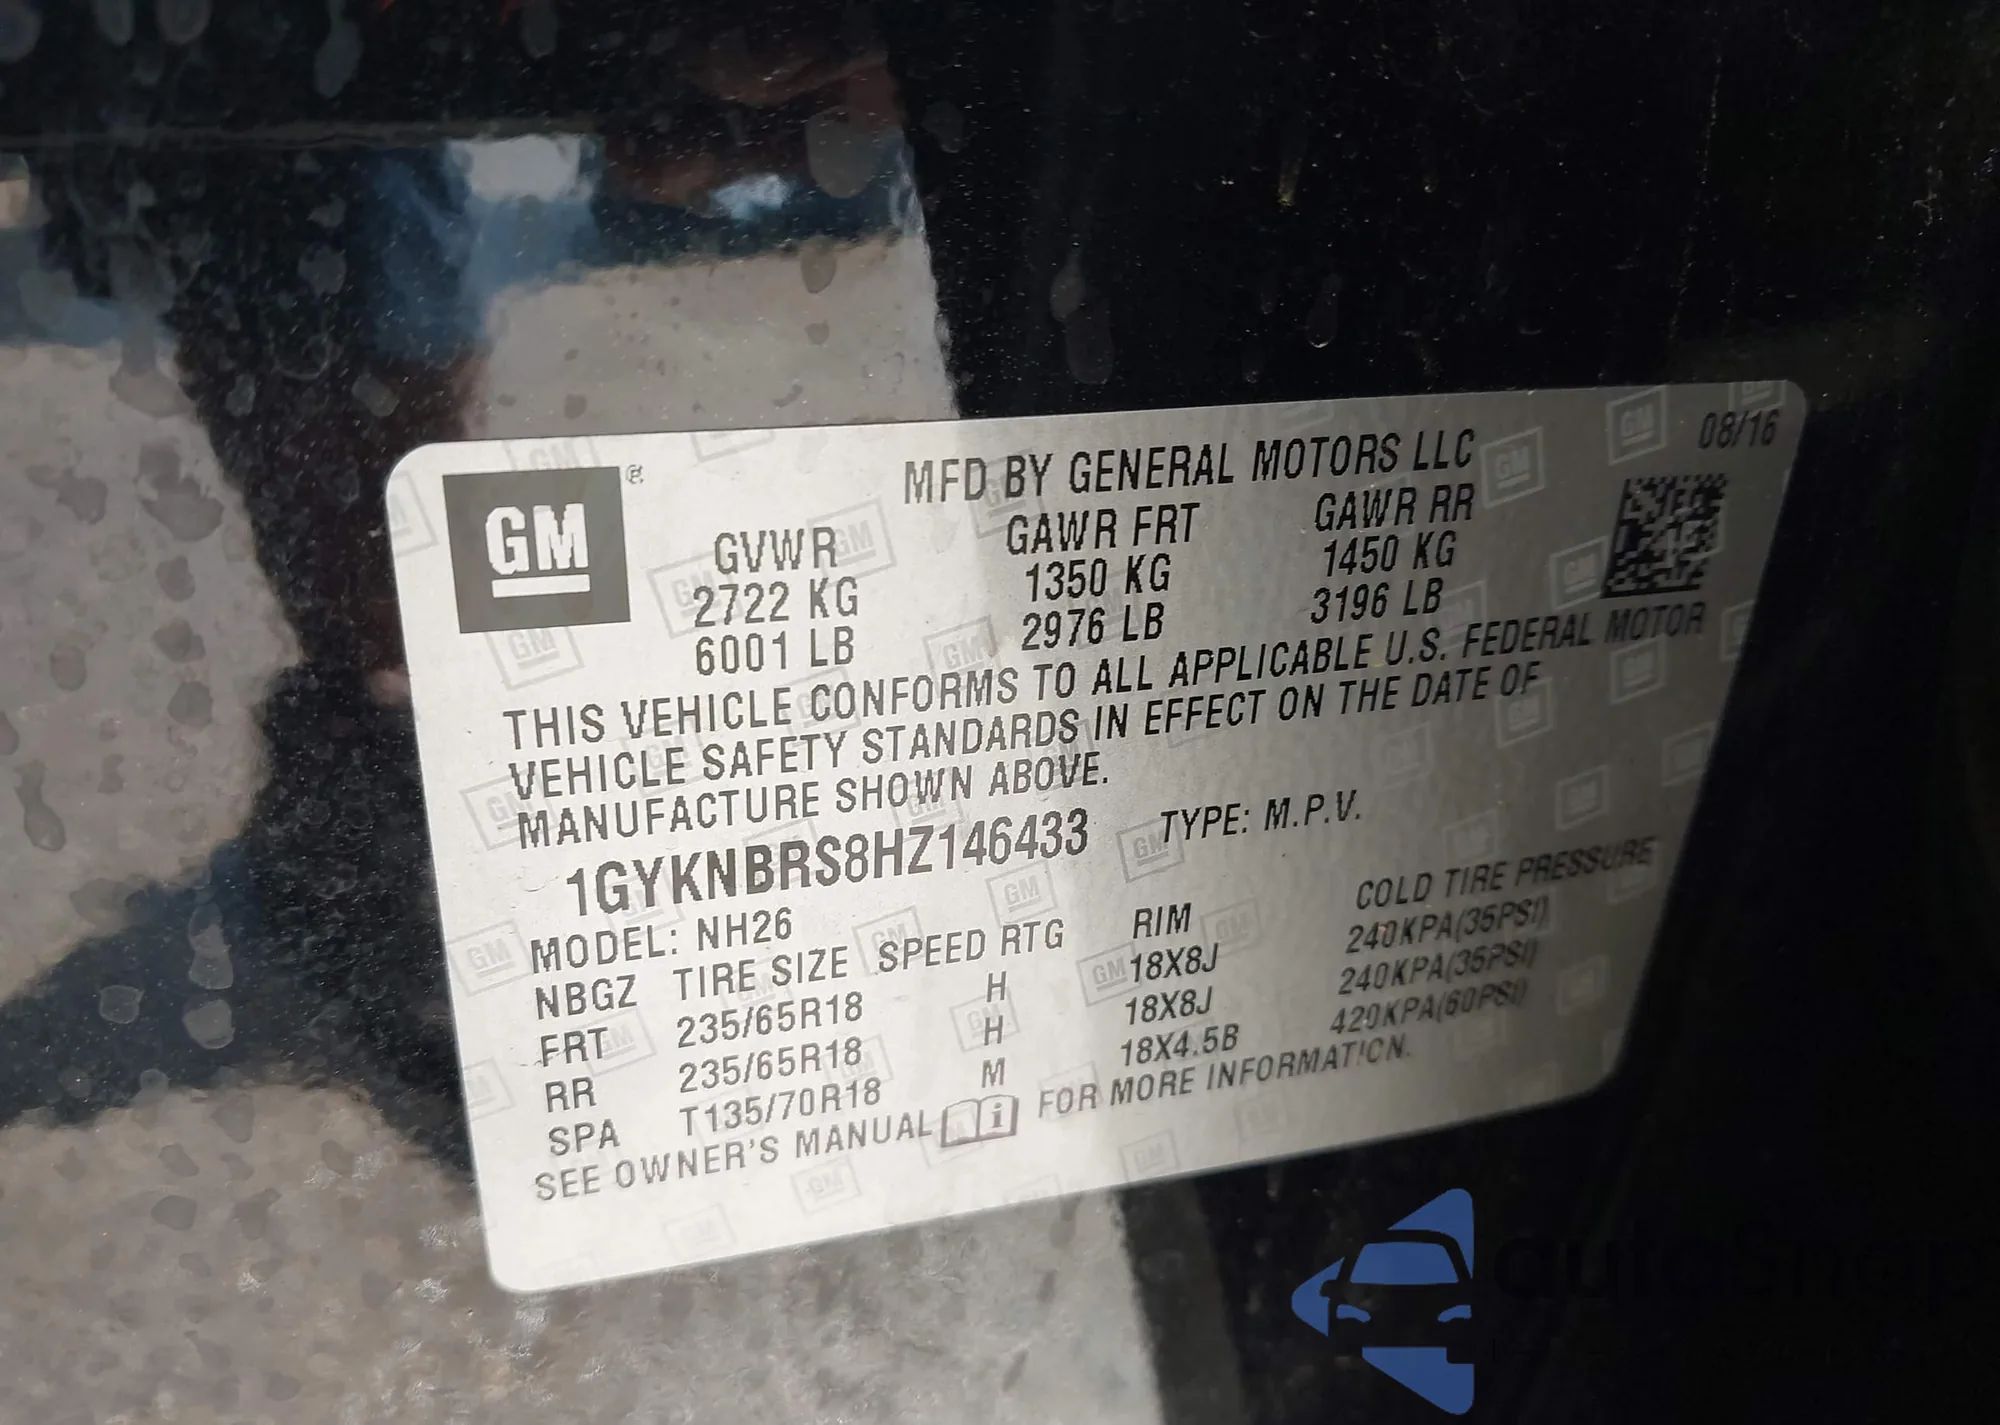 08/16
GM
MFD BY GENERAL MOTORS LLC
GVWR GAWR FRT GAWR RR
2722 KG 1350 KG 1450 KG
6001 LB 2976 LB 3196 LB
THIS VEHICLE CONFORMS TO ALL APPLICABLE U.S. FEDERAL MOTOR
VEHICLE SAFETY STANDARDS IN EFFECT ON THE DATE OF
MANUFACTURE SHOWN ABOVE.
1GYKNBRS8HZ146433 TYPE: M.P.V.
MODEL: NH26
NBGZ TIRE SIZE SPEED RTG RIM COLD TIRE PRESSURE
FRT 235/65R18 H 18X8J 240KPA(35PSI)
RR 235/65R18 H 18X8J 240KPA(35PSI)
SPA T135/70R18 M 18X4.5B 420KPA(60PSI)
SEE OWNER'S MANUAL FOR MORE INFORMATION.